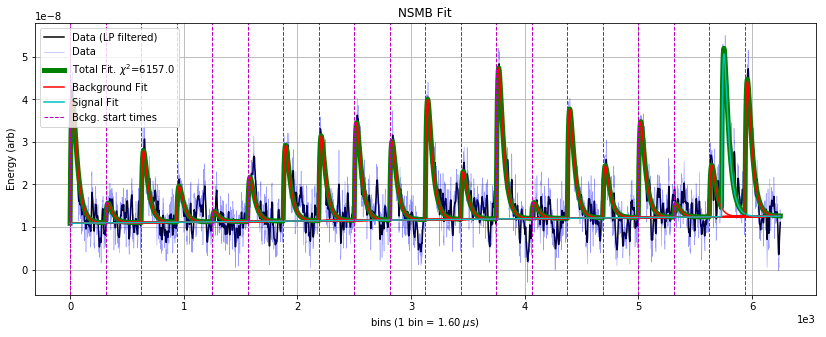 NSMB Fit
1e−8
Data (LP filtered)
Data
Total Fit. χ²=6157.0
Background Fit
Signal Fit
Bckg. start times
Energy (arb)
5
4
3
2
1
0
0
1
2
3
4
5
6
1e3
bins (1 bin = 1.60 μs)